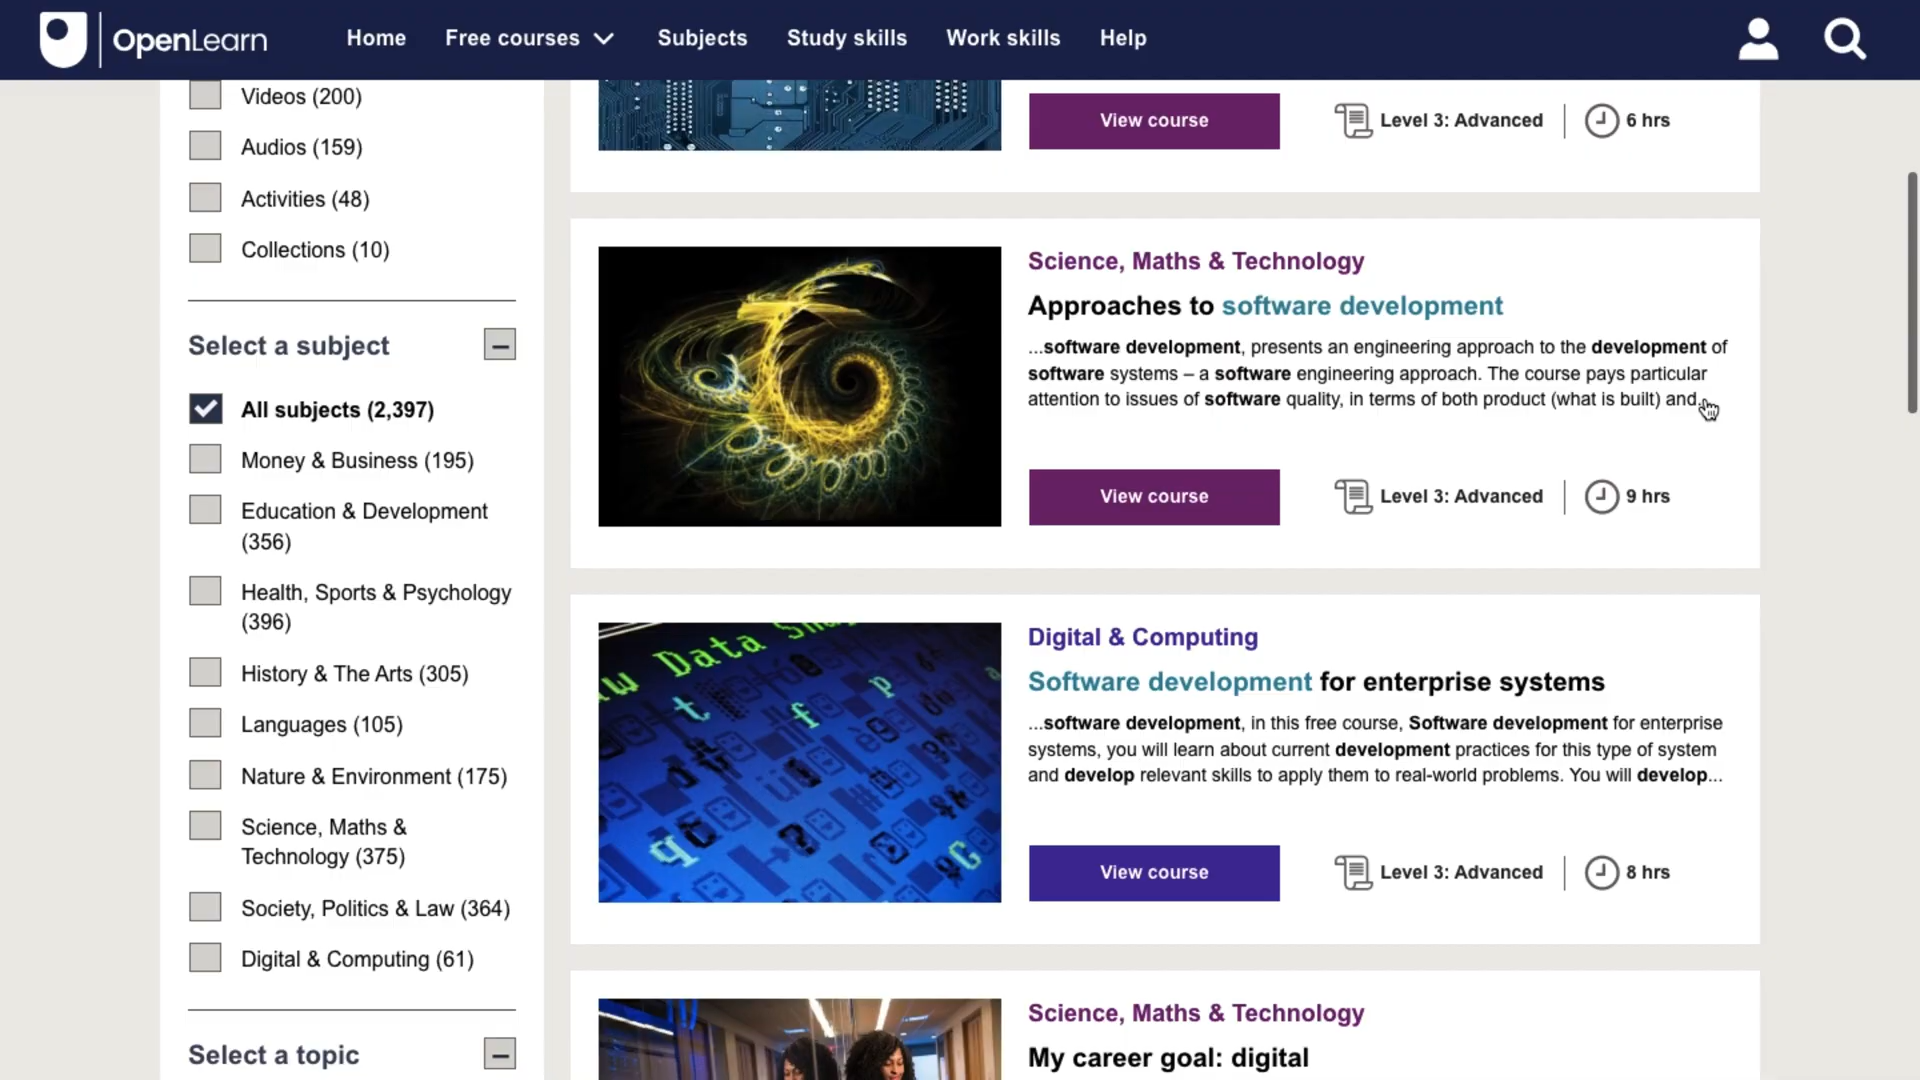 OpenLearn
Home
Free courses
Subjects
Study skills
Work skills
Help
Videos (200)
Audios (159)
Activities (48)
Collections (10)
Select a subject
All subjects (2,397)
Money & Business (195)
Education & Development
(356)
Health, Sports & Psychology
(396)
History & The Arts (305)
Languages (105)
Nature & Environment (175)
Science, Maths &
Technology (375)
Society, Politics & Law (364)
Digital & Computing (61)
Select a topic
View course
Level 3: Advanced
6 hrs
Science, Maths & Technology
Approaches to software development
...software development, presents an engineering approach to the development of
software systems – a software engineering approach. The course pays particular
attention to issues of software quality, in terms of both product (what is built) and
View course
Level 3: Advanced
9 hrs
Data
Digital & Computing
Software development for enterprise systems
...software development, in this free course, Software development for enterprise
systems, you will learn about current development practices for this type of system
and develop relevant skills to apply them to real-world problems. You will develop...
View course
Level 3: Advanced
8 hrs
Science, Maths & Technology
My career goal: digital